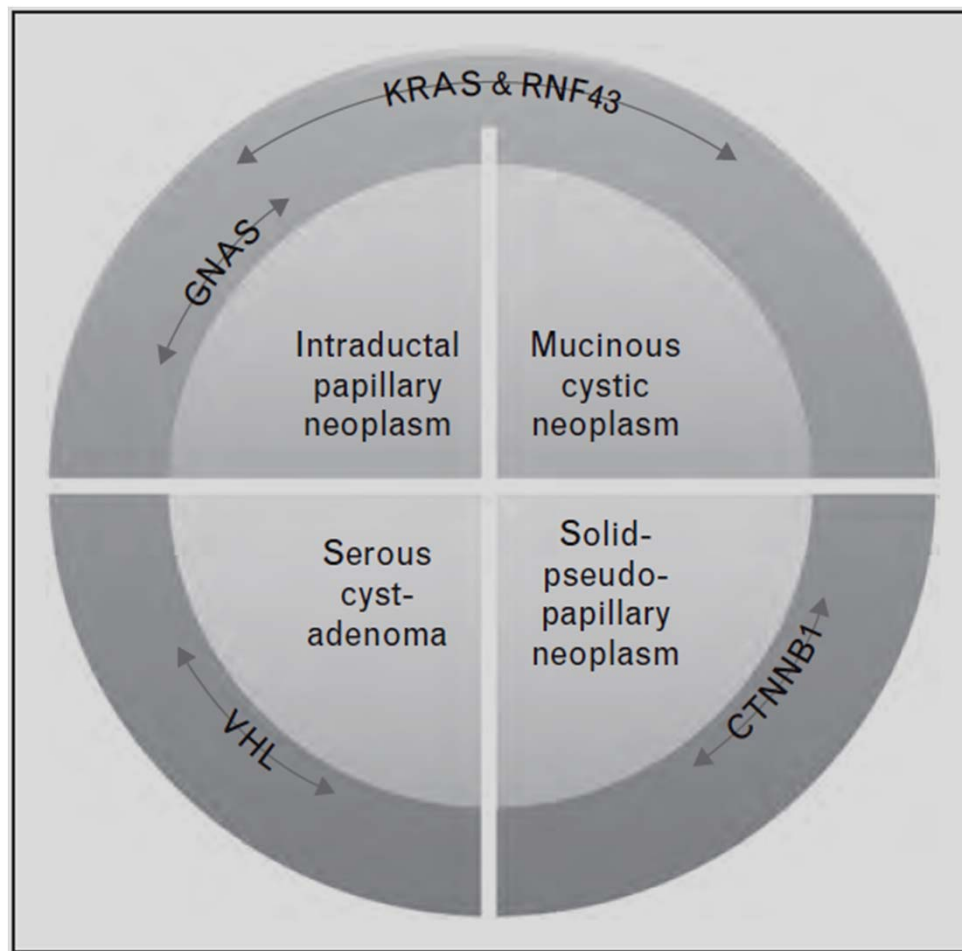 KRAS & RNF43
GNAS
Intraductal
papillary
neoplasm
Mucinous
cystic
neoplasm
Serous
cyst-
adenoma
Solid-
pseudo-
papillary
neoplasm
VHL
CTNNB1